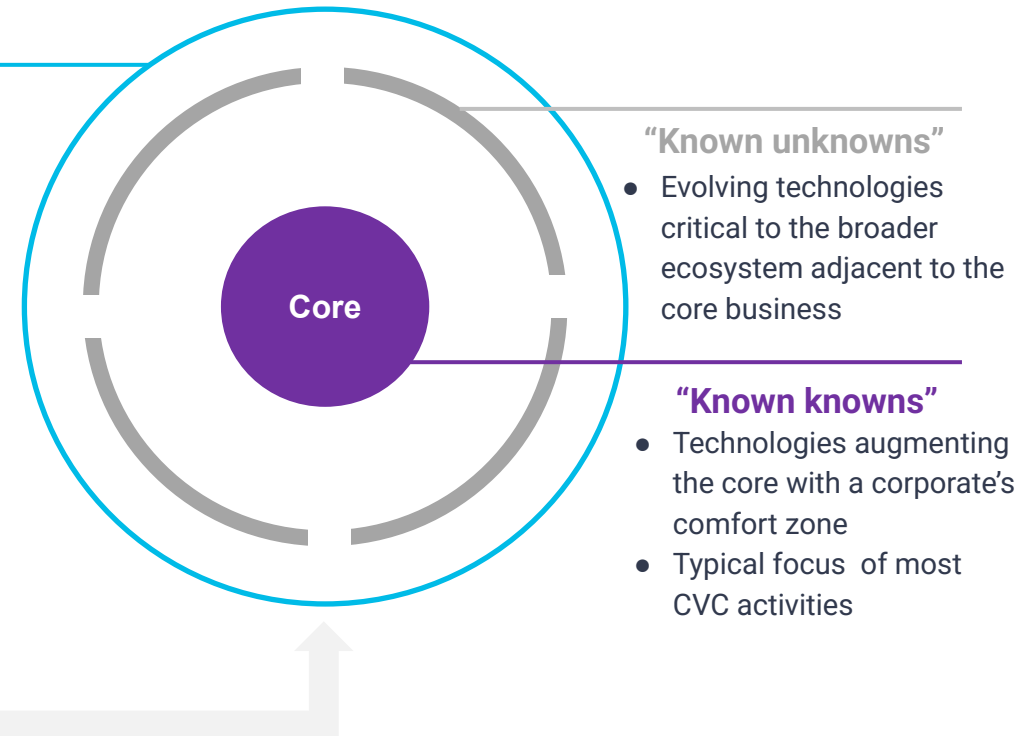 “Known unknowns”
● Evolving technologies
critical to the broader
ecosystem adjacent to the
core business
Core
“Known knowns”
● Technologies augmenting
the core with a corporate’s
comfort zone
● Typical focus of most
CVC activities